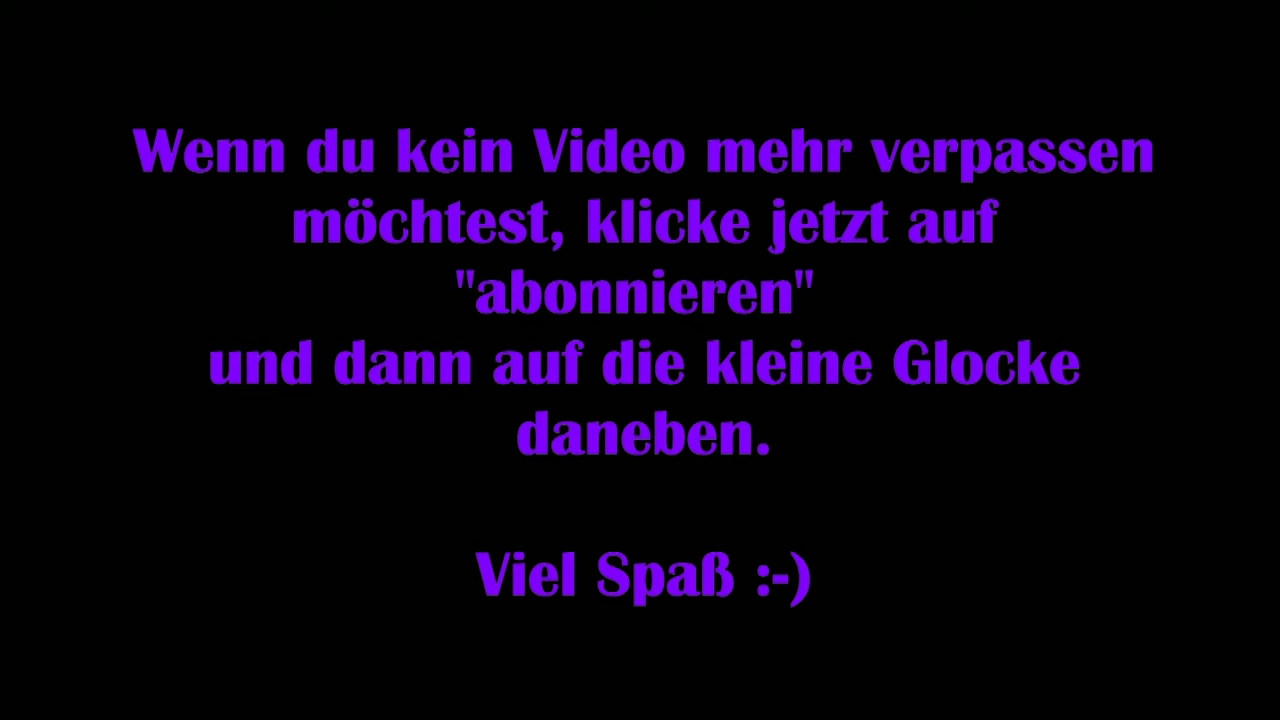 Wenn du kein Video mehr verpassen
möchtest, klicke jetzt auf
"abonnieren"
und dann auf die kleine Glocke
daneben.
Viel Spaß :-)